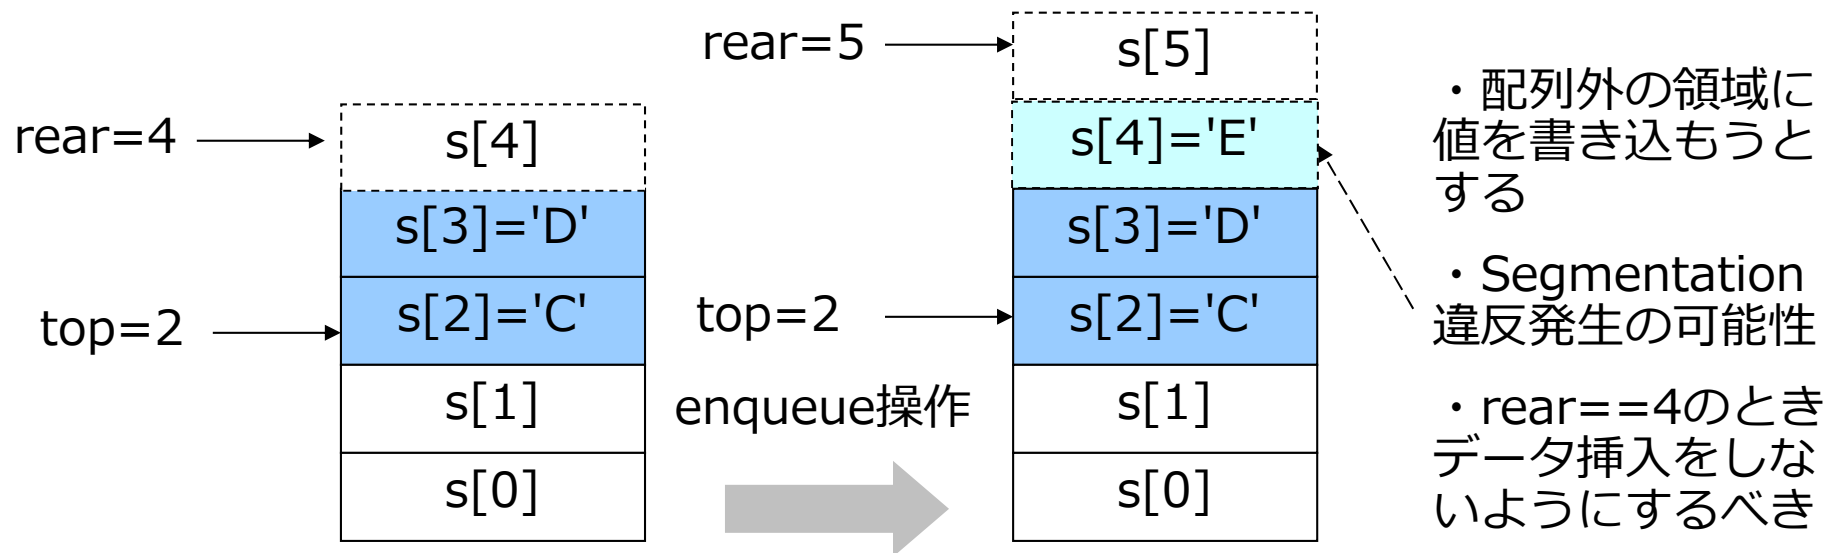 rear=4
s[4]
s[3]='D'
top=2
s[2]='C'
s[1]
s[0]
enqueue操作
rear=5
s[5]
s[4]='E'
s[3]='D'
top=2
s[2]='C'
s[1]
s[0]
・配列外の領域に
値を書き込もうと
する
・Segmentation
違反発生の可能性
・rear==4のとき
データ挿入をしな
いようにするべき